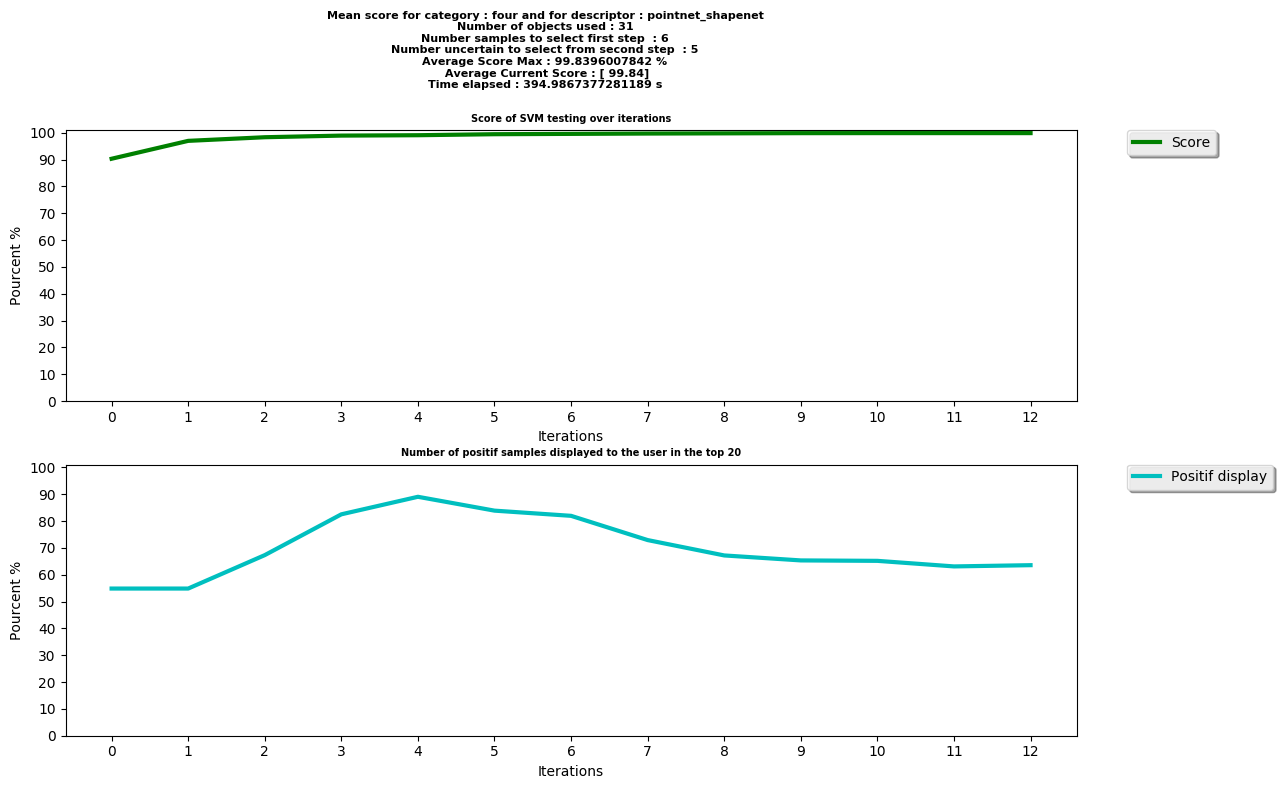 Mean score for category : four and for descriptor : pointnet_shapenet
Number of objects used : 31
Number samples to select first step  : 6
Number uncertain to select from second step  : 5
Average Score Max : 99.8396007842 %
Average Current Score : [ 99.84]
Time elapsed : 394.9867377281189 s
Score of SVM testing over iterations
100
90
80
70
60
50
40
30
20
10
0
Pourcent %
0 1 2 3 4 5 6 7 8 9 10 11 12
Iterations
Score
Number of positif samples displayed to the user in the top 20
100
90
80
70
60
50
40
30
20
10
0
Pourcent %
0 1 2 3 4 5 6 7 8 9 10 11 12
Iterations
Positif display